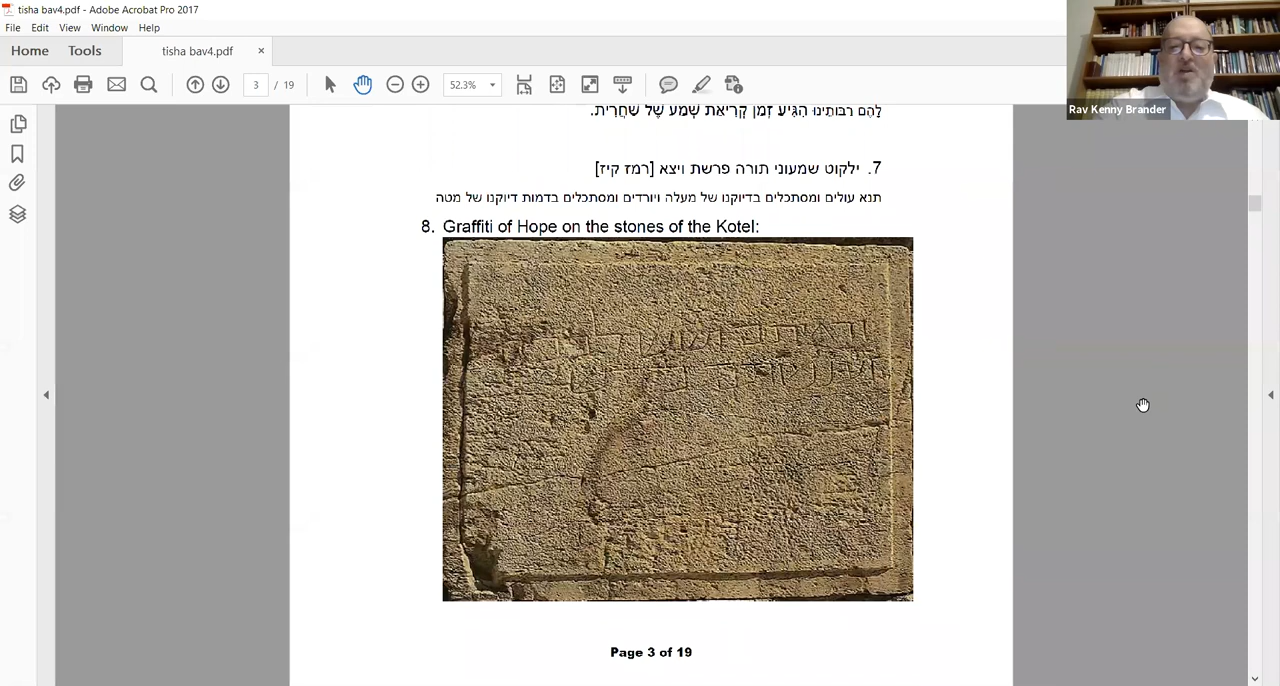 tisha bav4.pdf - Adobe Acrobat Pro 2017
File Edit View Window Help
Home Tools tisha bav4.pdf ×
3 / 19 52.3%
Rav Kenny Brander
לָהֶם רַבּוֹתֵינוּ הִגִּיעַ זְמַן קְרִיאַת שְׁמַע שֶׁל שַׁחֲרִית.
7. ילקוט שמעוני תורה פרשת ויצא [רמז קיז]
תנא עולים ומסתכלים בדיוקנו של מעלה ויורדים ומסתכלים בדמות דיוקנו של מטה
8. Graffiti of Hope on the stones of the Kotel:
Page 3 of 19